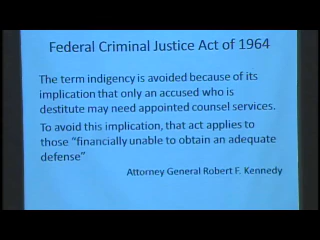 Federal Criminal Justice Act of 1964
The term indigency is avoided because of its
implication that only an accused who is
destitute may need appointed counsel services.
To avoid this implication, that act applies to
those “financially unable to obtain an adequate
defense”
Attorney General Robert F. Kennedy